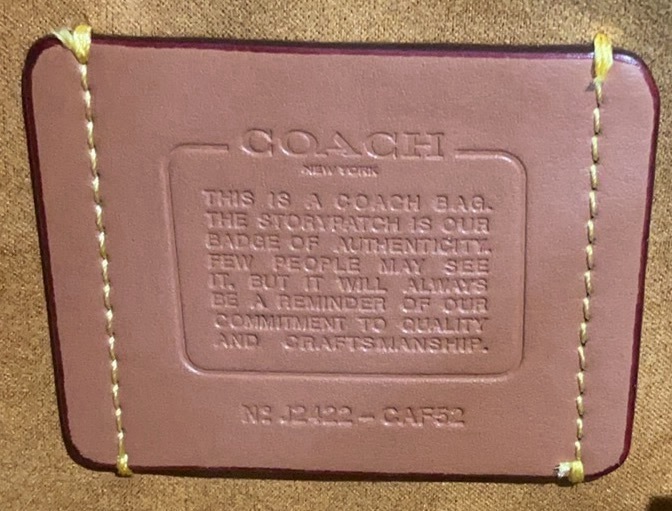 COACH
NEW YORK
THIS IS A COACH BAG.
THE STORYPATCH IS OUR
BADGE OF AUTHENTICITY.
FEW PEOPLE MAY SEE
IT. BUT IT WILL ALWAYS
BE A REMINDER OF OUR
COMMITMENT TO QUALITY
AND CRAFTSMANSHIP.
Nº J2422 - CAF52